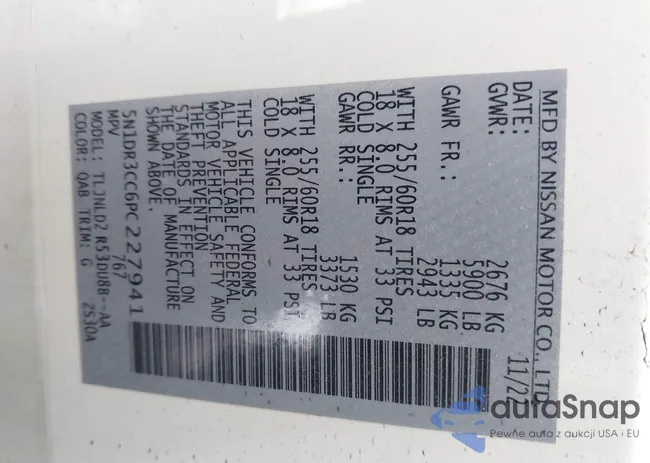 MFD BY NISSAN MOTOR CO., LTD.
DATE: 11/22
GVWR: 2676 KG
5900 LB
GAWR FR.: 1335 KG
2943 LB
WITH 255/60R18 TIRES
18 X 8.0 RIMS AT 33 PSI
COLD SINGLE
GAWR RR.: 1530 KG
3373 LB
WITH 255/60R18 TIRES
18 X 8.0 RIMS AT 33 PSI
COLD SINGLE
THIS VEHICLE CONFORMS TO
ALL APPLICABLE FEDERAL
MOTOR VEHICLE SAFETY AND
THEFT PREVENTION
STANDARDS IN EFFECT ON
THE DATE OF MANUFACTURE
SHOWN ABOVE.
5N1DR3CC6PC227941
MPV 767
MODEL: TLJNLD2 R53DU8B--AA
COLOR: QAB TRIM: G 2S30A
autaSnap
Pewne auta z aukcji USA i EU